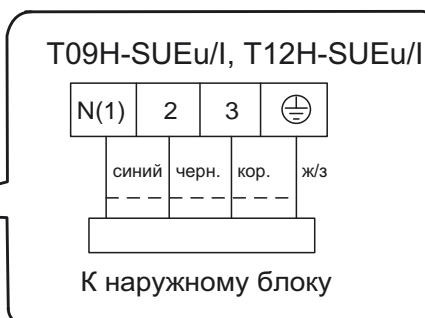 T09H-SUEu/I, T12H-SUEu/I
N(1) 2 3
синий черн. кор. ж/з
К наружному блоку